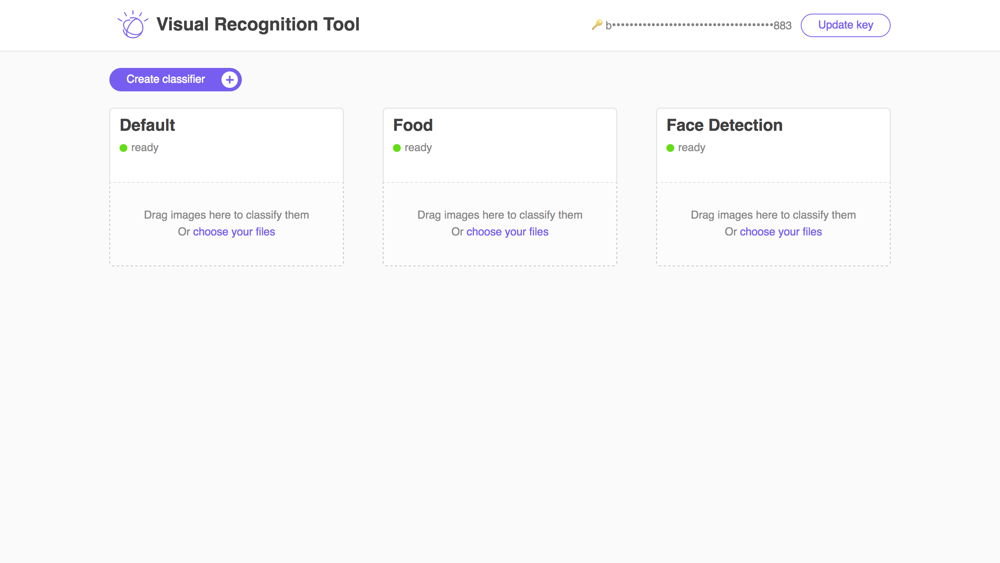 Visual Recognition Tool
b•••••••••••••••••••••••••••••••••••••883
Update key
Create classifier
Default
ready
Drag images here to classify them
Or choose your files
Food
ready
Drag images here to classify them
Or choose your files
Face Detection
ready
Drag images here to classify them
Or choose your files